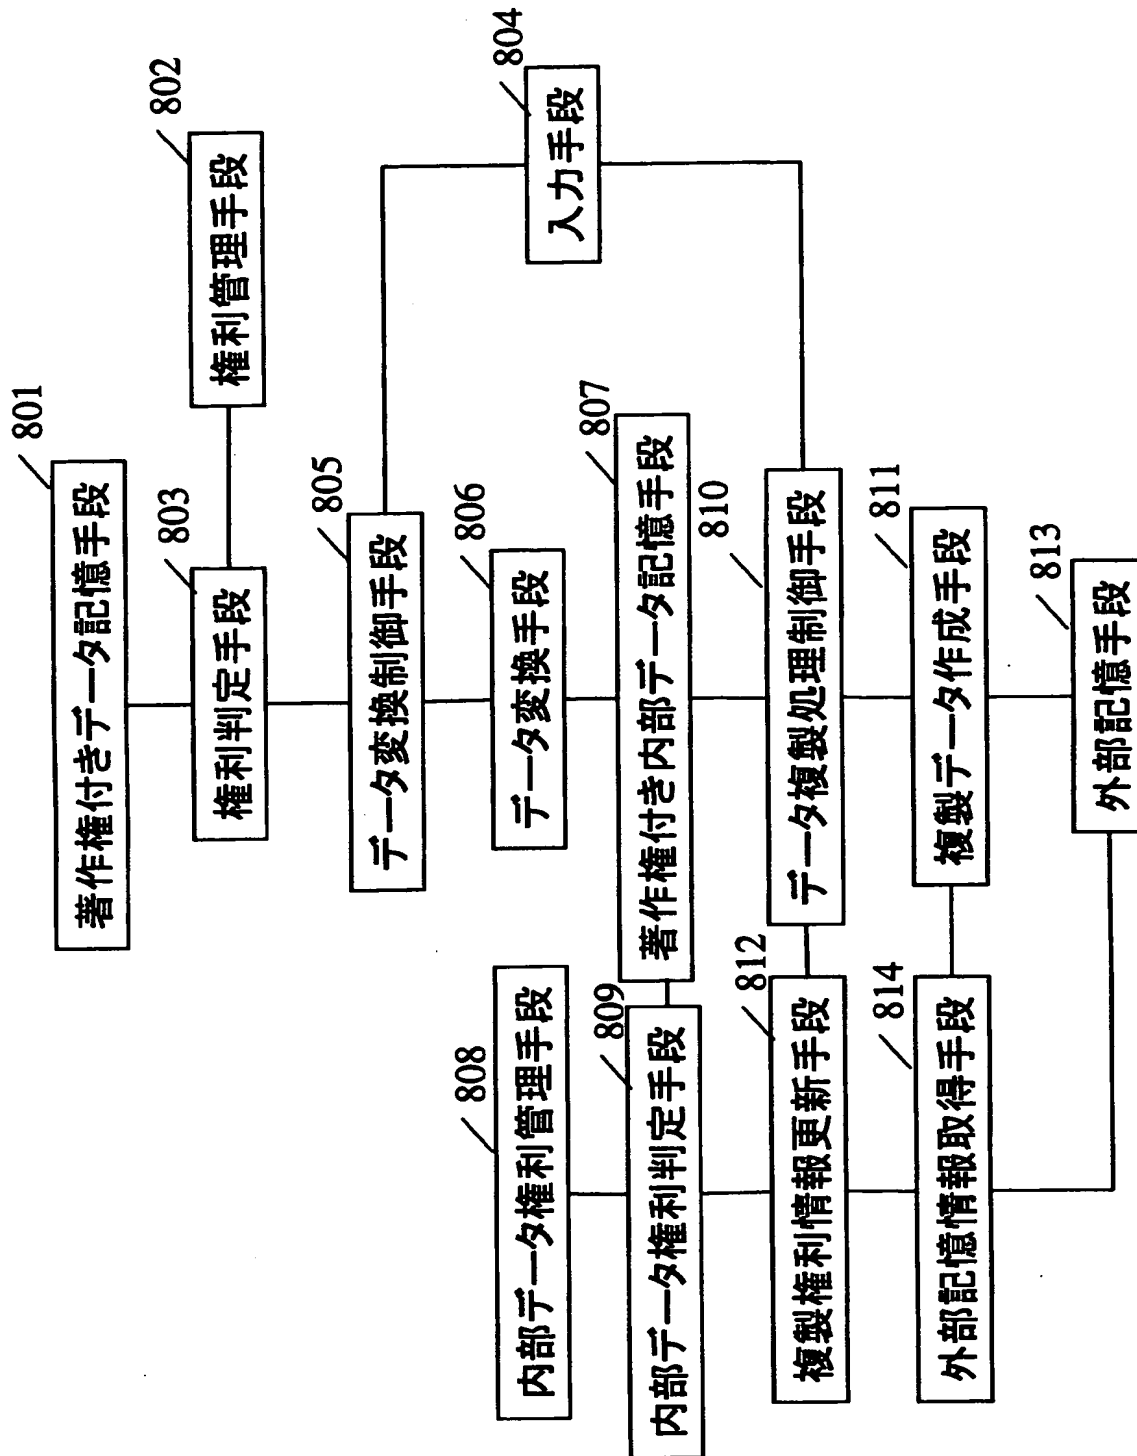 801
著作権付きデータ記憶手段
802
権利管理手段
803
権利判定手段
804
入力手段
805
データ変換制御手段
806
データ変換手段
807
著作権付き内部データ記憶手段
808
内部データ権利管理手段
809
内部データ権利判定手段
810
データ複製処理制御手段
811
複製データ作成手段
812
複製権利情報更新手段
813
外部記憶手段
814
外部記憶情報取得手段